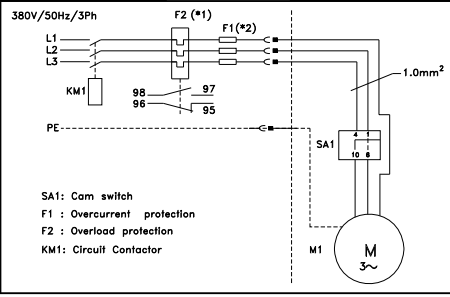 380V/50Hz/3Ph
F2 (*1)
F1(*2)
L1
L2
L3
1.0mm²
KM1
98 97
96 95
PE
4 1
SA1
10 6
SA1: Cam switch
F1 : Overcurrent protection
F2 : Overload protection
KM1: Circuit Contactor
M1
M
3~